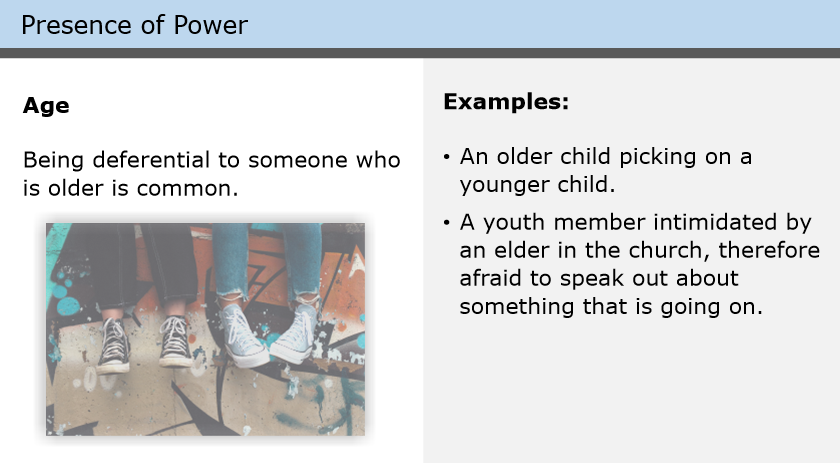 Presence of Power
Age
Being deferential to someone who
is older is common.
Examples:
• An older child picking on a
younger child.
• A youth member intimidated by
an elder in the church, therefore
afraid to speak out about
something that is going on.